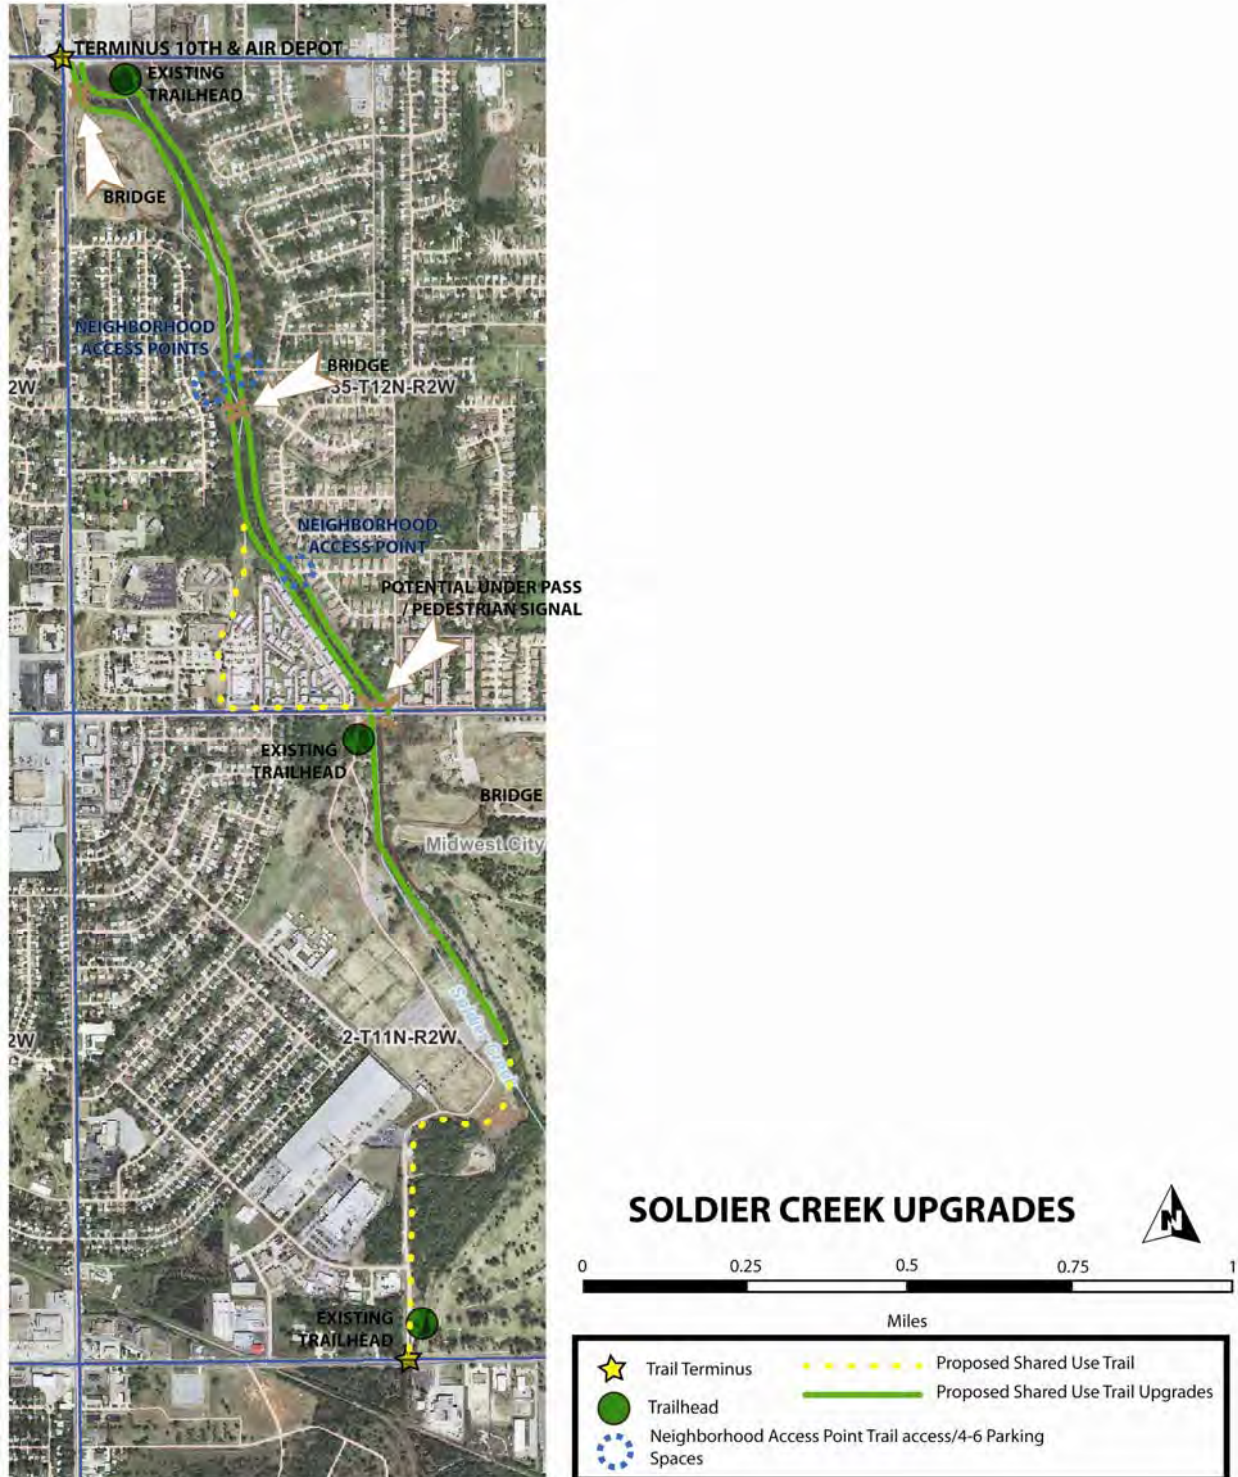 TERMINUS 10TH & AIR DEPOT
EXISTING
TRAILHEAD
BRIDGE
NEIGHBORHOOD
ACCESS POINTS
BRIDGE
2W
35-T12N-R2W
NEIGHBORHOOD
ACCESS POINT
POTENTIAL UNDER PASS
/ PEDESTRIAN SIGNAL
EXISTING
TRAILHEAD
BRIDGE
Midwest City
Soldier Creek
2W
2-T11N-R2W
EXISTING
TRAILHEAD
SOLDIER CREEK UPGRADES
N
0 0.25 0.5 0.75 1
Miles
Trail Terminus
Proposed Shared Use Trail
Proposed Shared Use Trail Upgrades
Trailhead
Neighborhood Access Point Trail access/4-6 Parking
Spaces